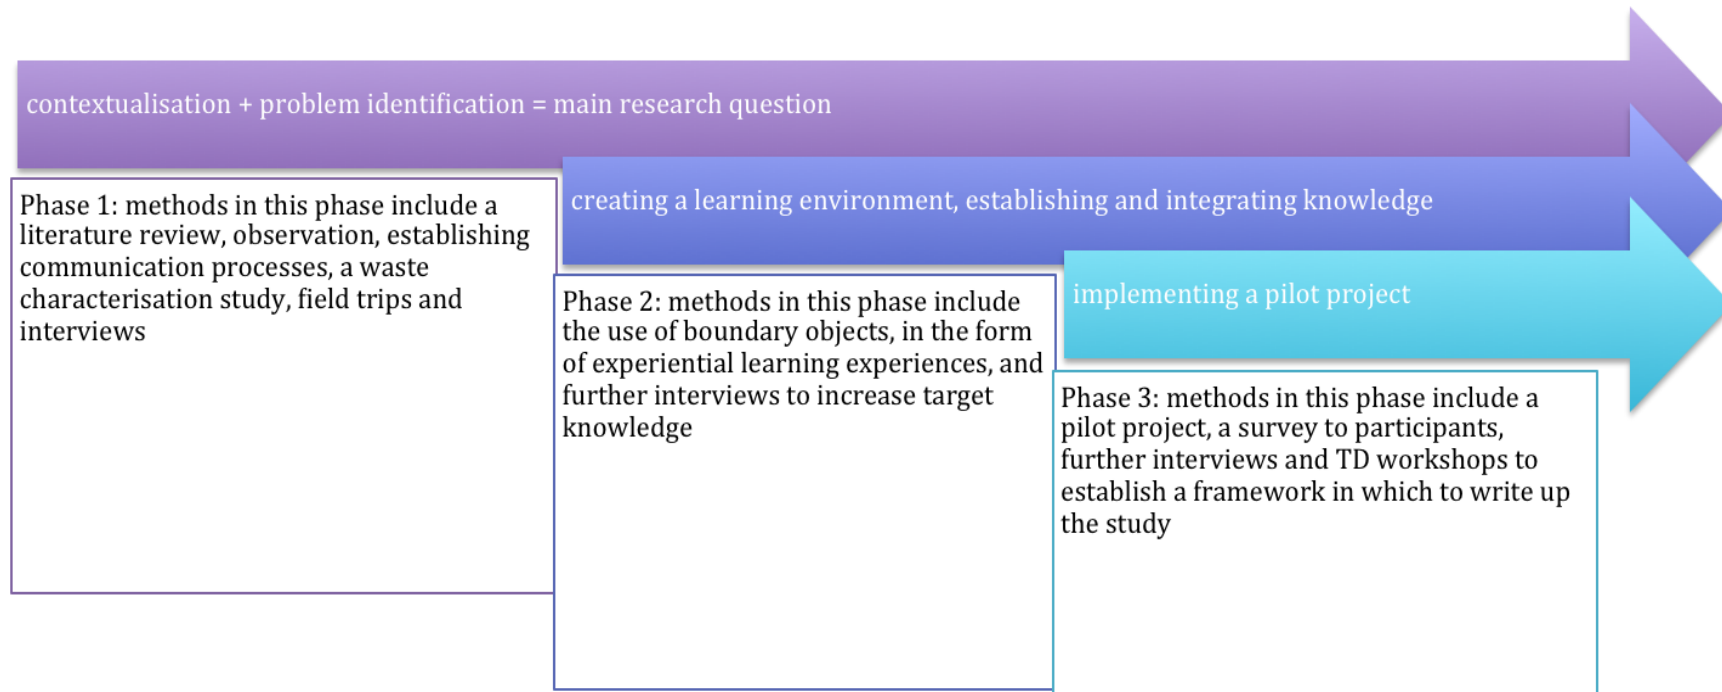 contextualisation + problem identification = main research question
Phase 1: methods in this phase include a
literature review, observation, establishing
communication processes, a waste
characterisation study, field trips and
interviews
creating a learning environment, establishing and integrating knowledge
Phase 2: methods in this phase include
the use of boundary objects, in the form
of experiential learning experiences, and
further interviews to increase target
knowledge
implementing a pilot project
Phase 3: methods in this phase include a
pilot project, a survey to participants,
further interviews and TD workshops to
establish a framework in which to write up
the study